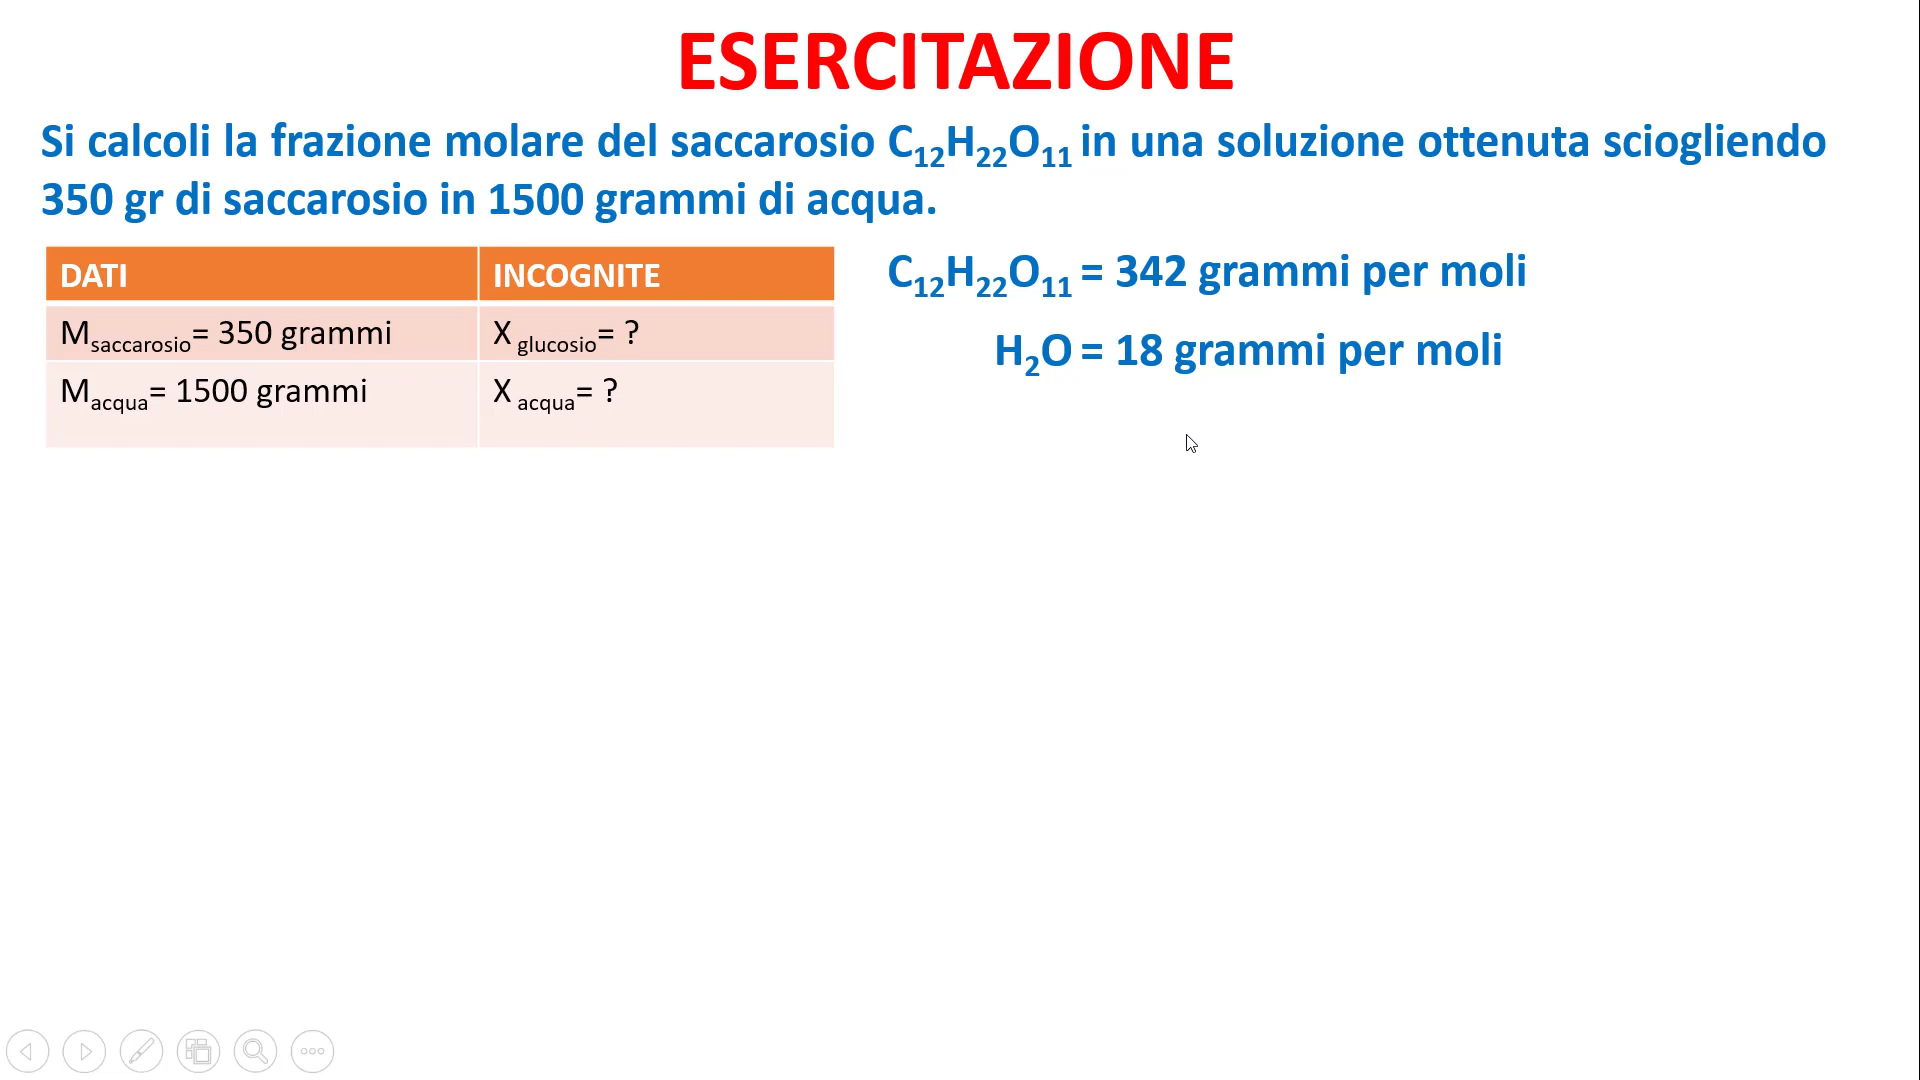 ESERCITAZIONE
Si calcoli la frazione molare del saccarosio C12H22O11 in una soluzione ottenuta sciogliendo
350 gr di saccarosio in 1500 grammi di acqua.
DATI INCOGNITE
Msaccarosio= 350 grammi X glucosio= ?
Macqua= 1500 grammi X acqua= ?
C12H22O11 = 342 grammi per moli
H2O = 18 grammi per moli